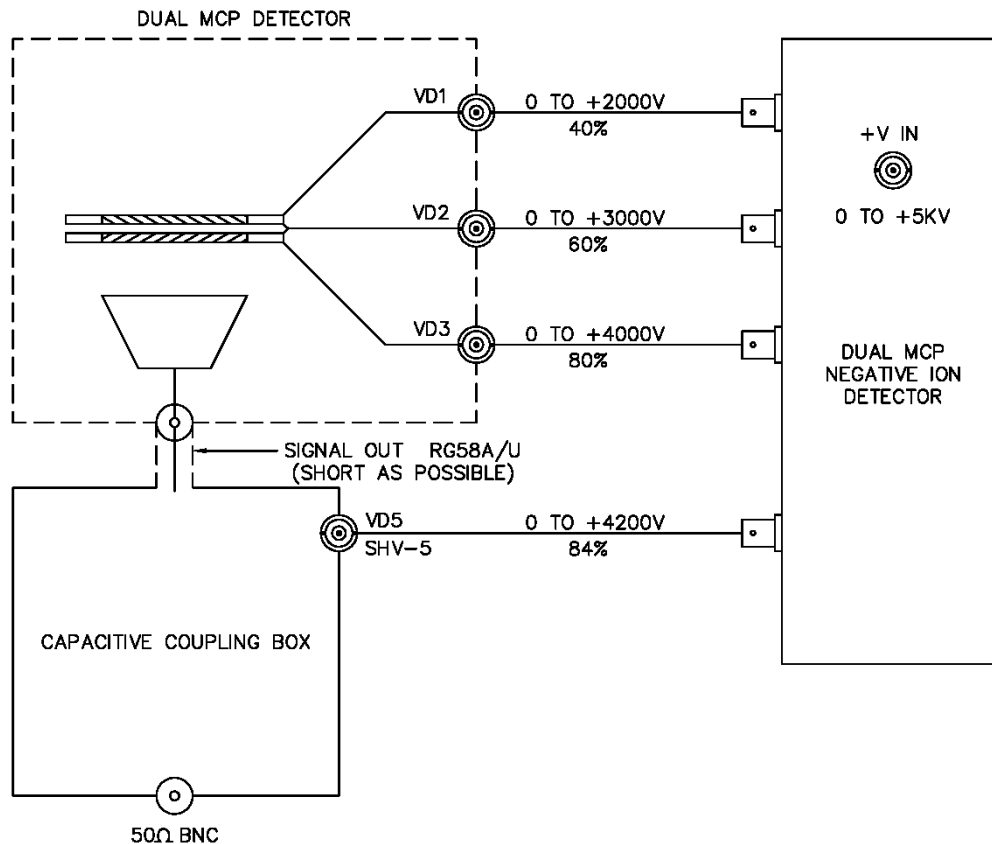 DUAL MCP DETECTOR
VD1
0 TO +2000V
40%
+V IN
0 TO +5KV
VD2
0 TO +3000V
60%
VD3
0 TO +4000V
80%
DUAL MCP
NEGATIVE ION
DETECTOR
SIGNAL OUT RG58A/U
(SHORT AS POSSIBLE)
VD5
SHV-5
0 TO +4200V
84%
CAPACITIVE COUPLING BOX
50Ω BNC